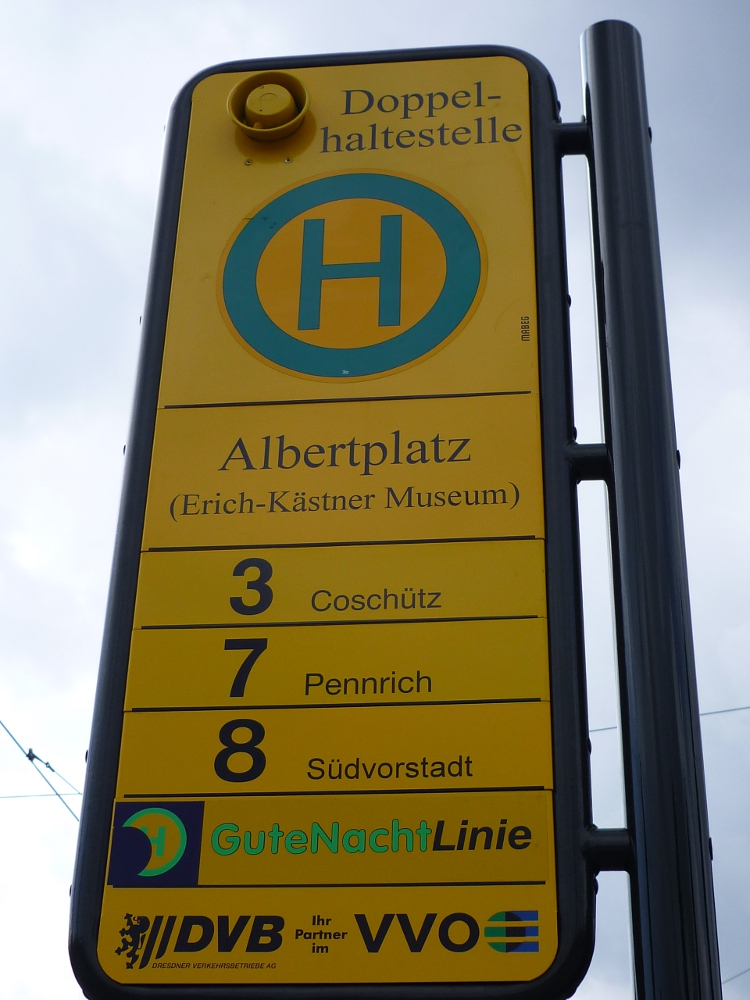 Doppel-
haltestelle
H
MABEG
Albertplatz
(Erich-Kästner Museum)
3 Coschütz
7 Pennrich
8 Südvorstadt
H GuteNachtLinie
DVB
DRESDNER VERKEHRSBETRIEBE AG
Ihr
Partner
im
VVO